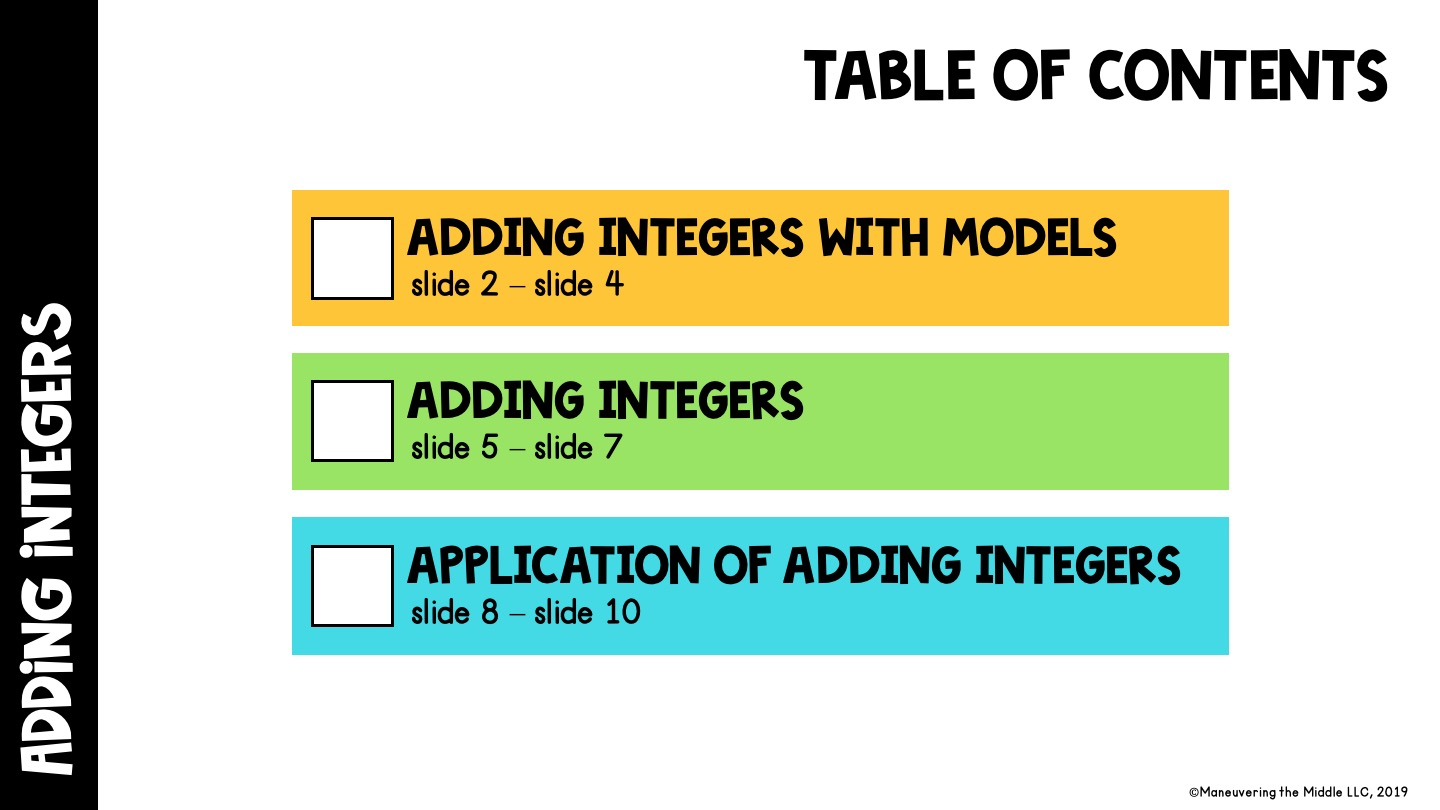 TABLE OF CONTENTS
ADDING INTEGERS WITH MODELS
slide 2 – slide 4
ADDING INTEGERS
slide 5 – slide 7
APPLICATION OF ADDING INTEGERS
slide 8 – slide 10
ADDiNG iNTEGERS
©Maneuvering the Middle LLC, 2019